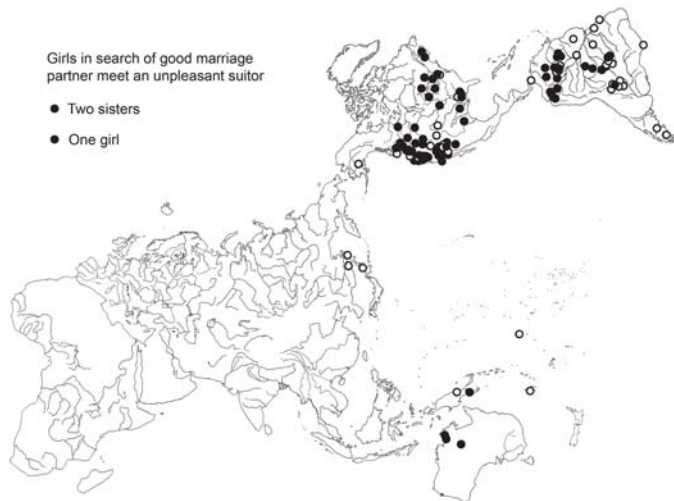 Girls in search of good marriage
partner meet an unpleasant suitor
Two sisters
One girl